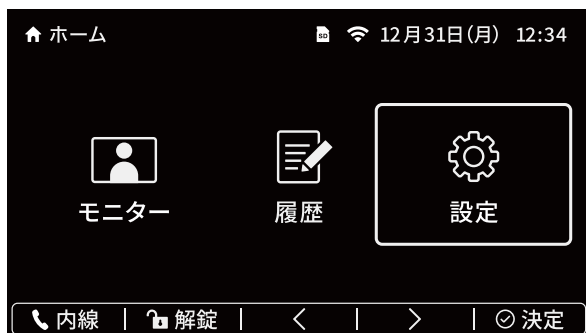 ホーム 12月31日(月) 12:34
モニター 履歴 設定
内線 解錠 < > 決定